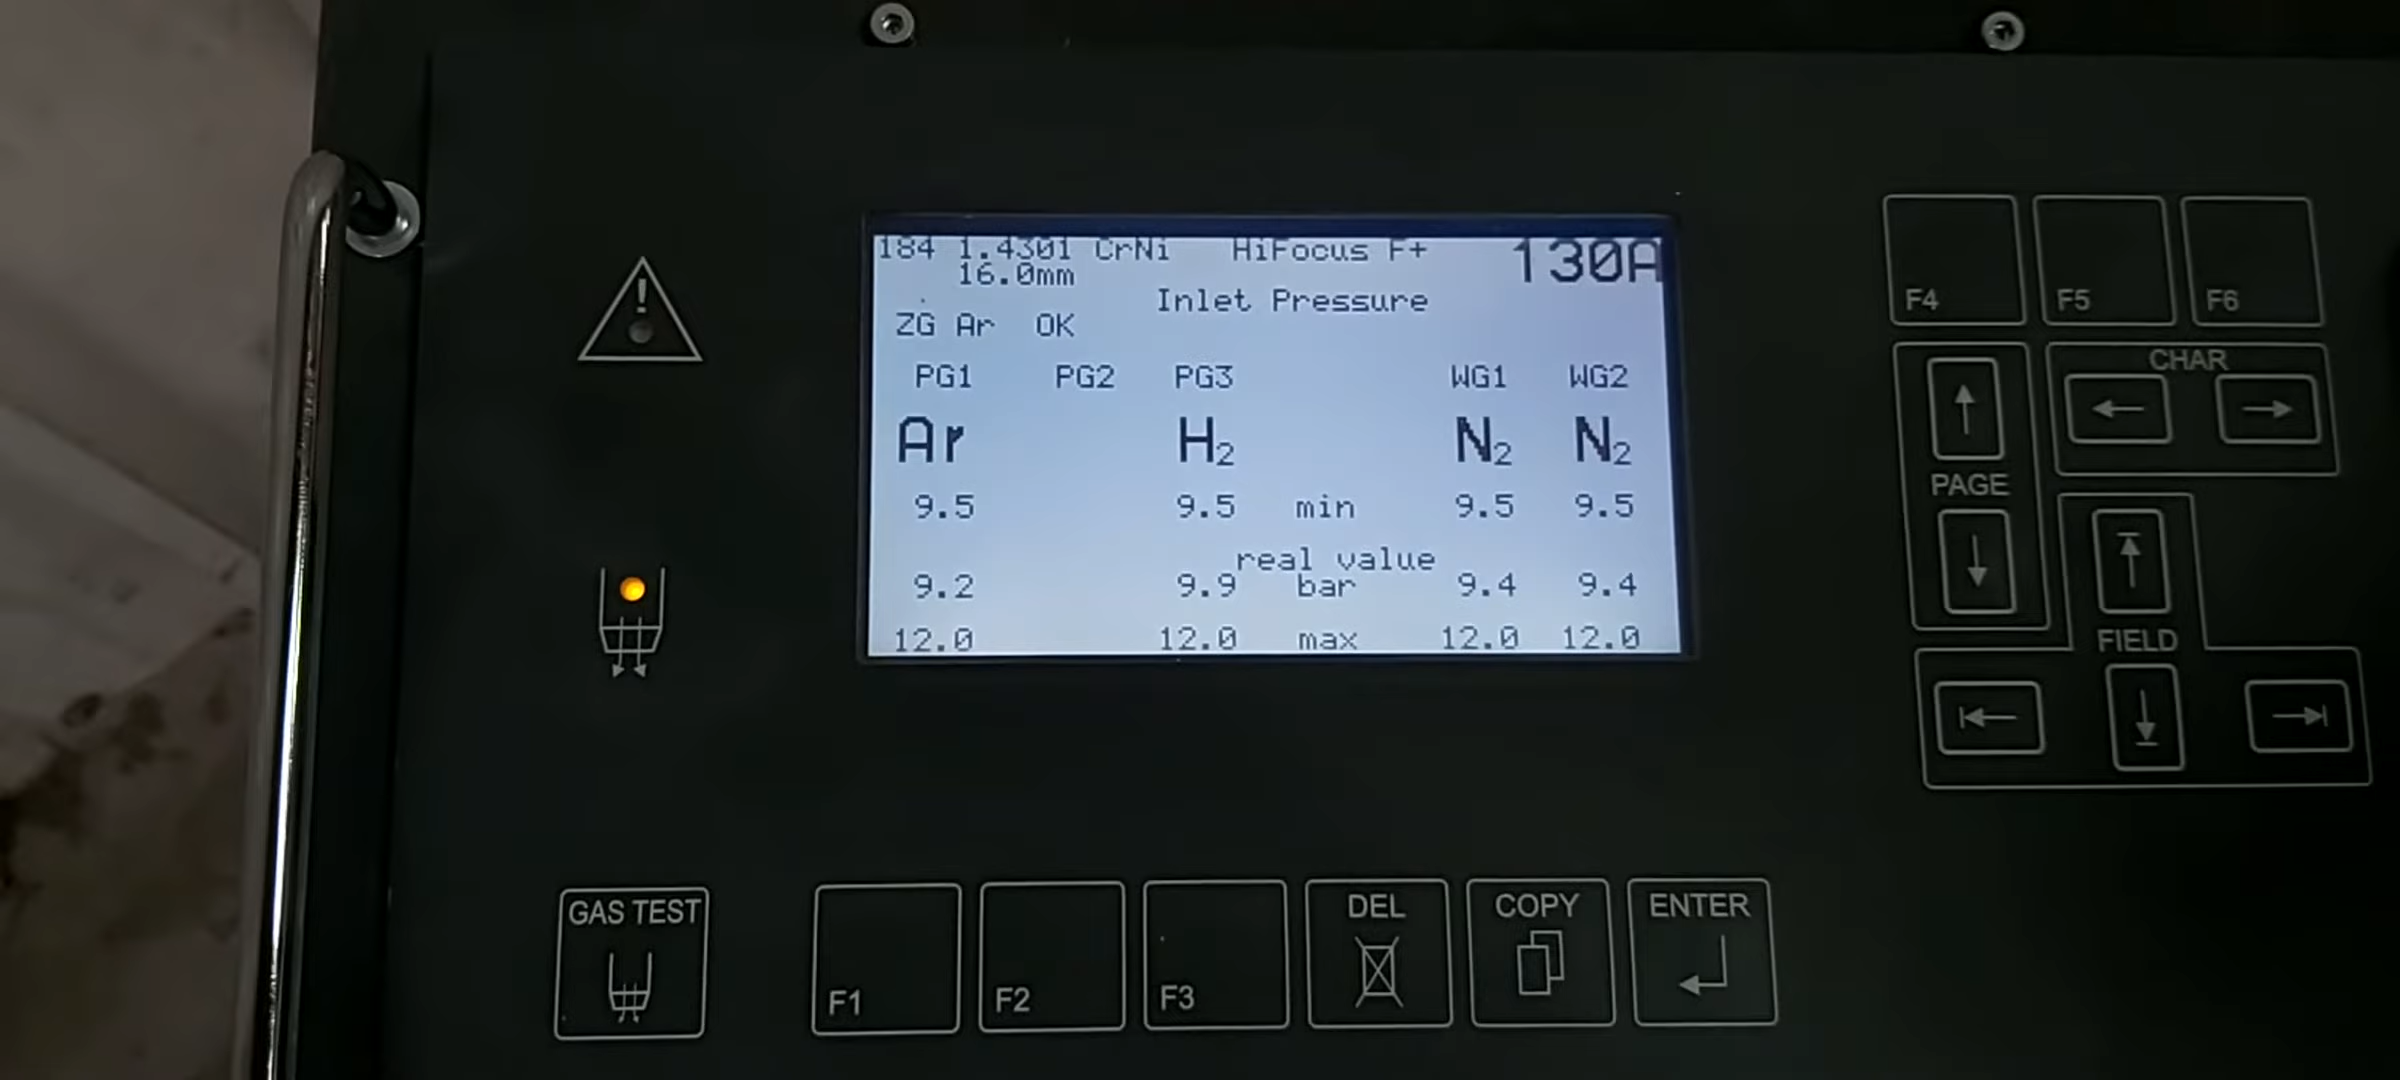 184 1.4301 CrNi HiFocus F+ 130A
16.0mm
Inlet Pressure
ZG Ar OK
PG1 PG2 PG3 WG1 WG2
Ar H₂ N₂ N₂
9.5 9.5 min 9.5 9.5
real value
9.2 9.9 bar 9.4 9.4
12.0 12.0 max 12.0 12.0
F4 F5 F6
CHAR
PAGE
FIELD
GAS TEST
F1 F2 F3
DEL COPY ENTER